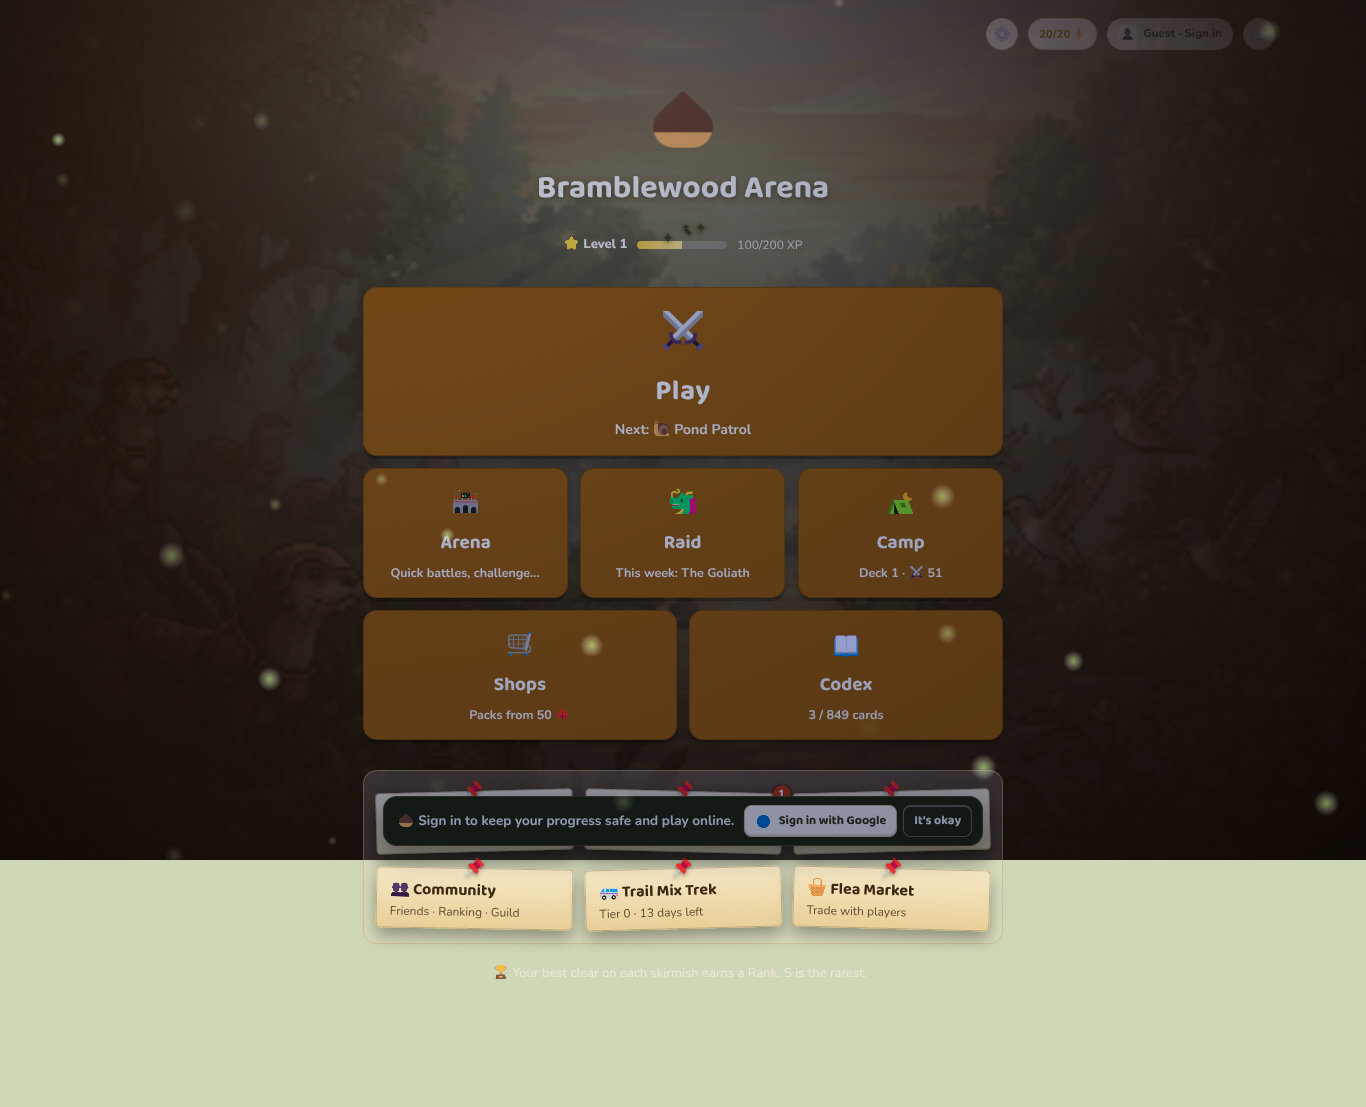 20/20
Guest · Sign in
Bramblewood Arena
Level 1
100/200 XP
Play
Next: Pond Patrol
Arena
Quick battles, challenge...
Raid
This week: The Goliath
Camp
Deck 1 · 51
Shops
Packs from 50
Codex
3 / 849 cards
1
Sign in to keep your progress safe and play online.
Sign in with Google
It's okay
Community
Friends · Ranking · Guild
Trail Mix Trek
Tier 0 · 13 days left
Flea Market
Trade with players
Your best clear on each skirmish earns a Rank. S is the rarest.